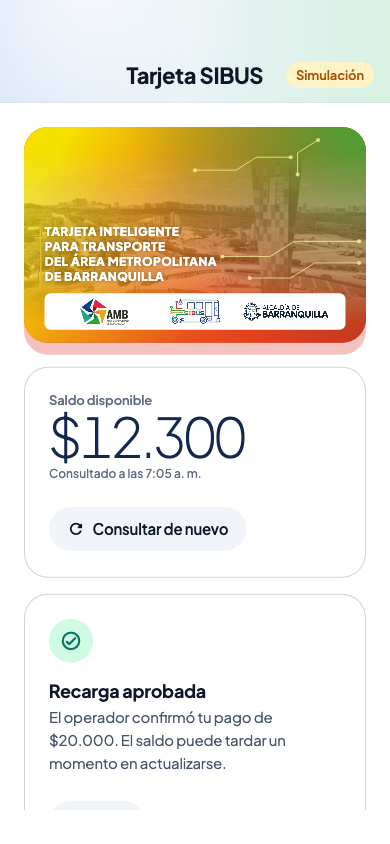 Tarjeta SIBUS
Simulación
TARJETA INTELIGENTE
PARA TRANSPORTE
DEL ÁREA METROPOLITANA
DE BARRANQUILLA
AMB
SIBUS
ALCALDÍA DE
BARRANQUILLA
Saldo disponible
$12.300
Consultado a las 7:05 a. m.
Consultar de nuevo
Recarga aprobada
El operador confirmó tu pago de
$20.000. El saldo puede tardar un
momento en actualizarse.